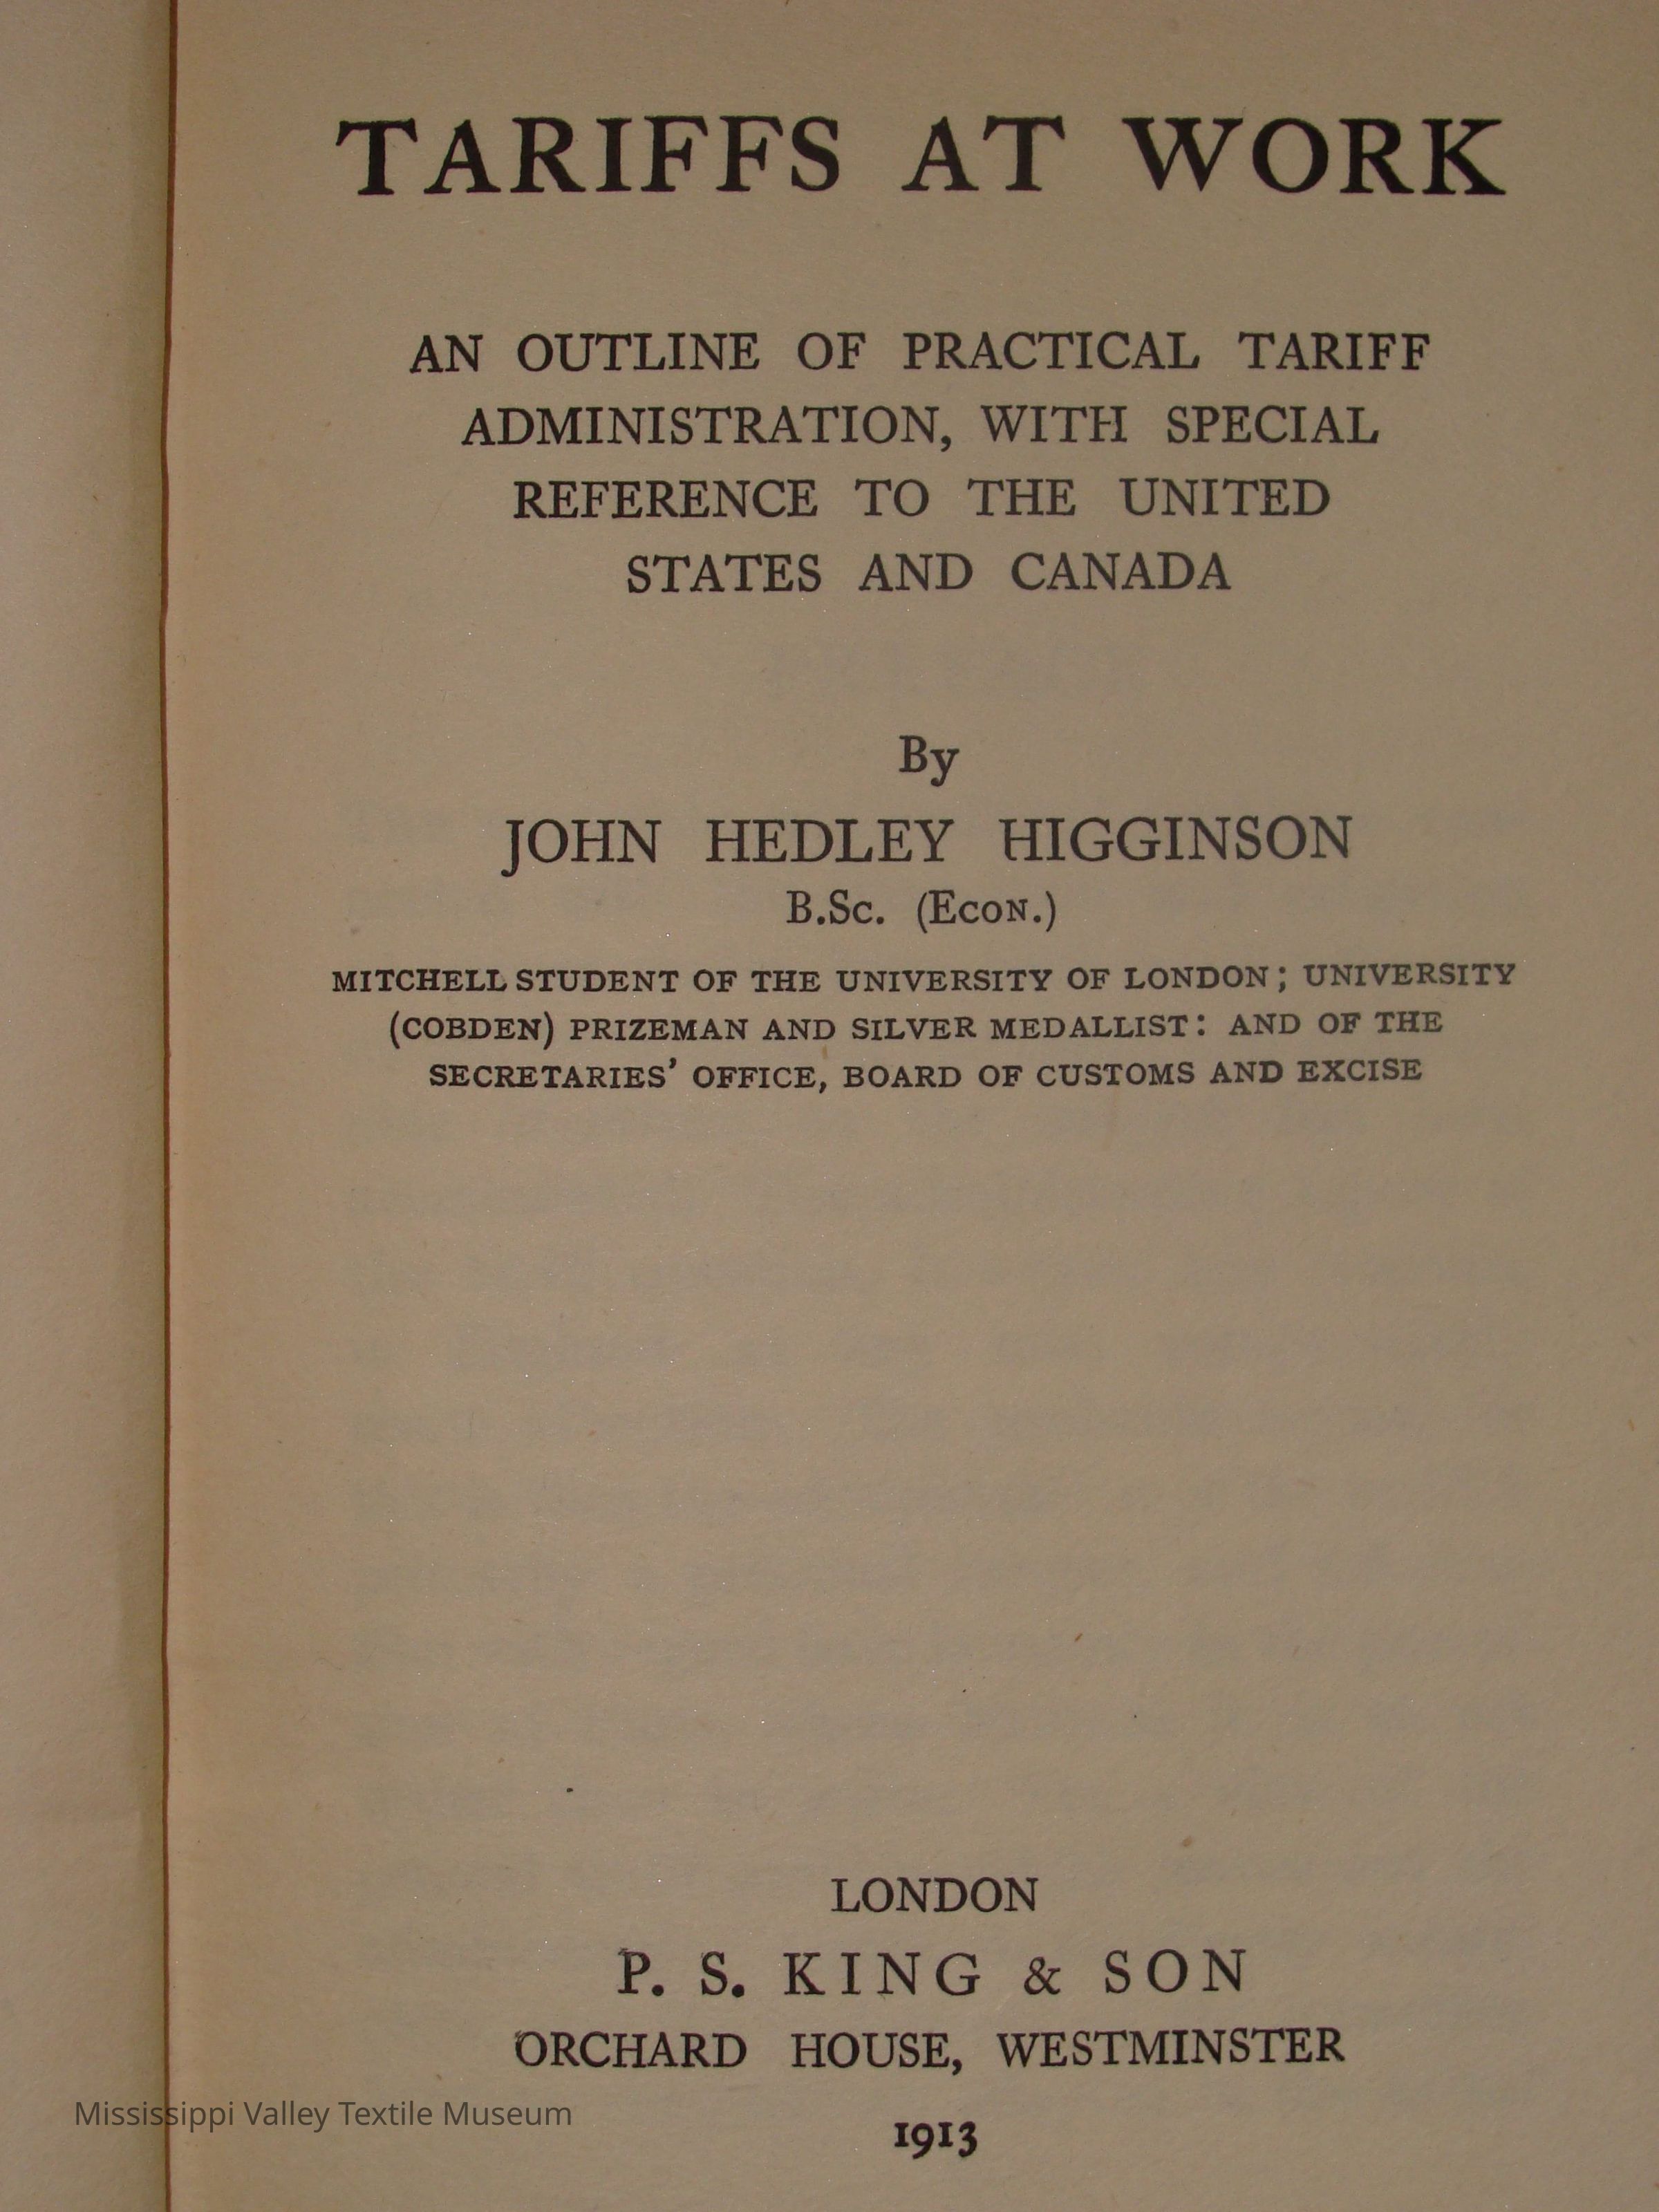 TARIFFS AT WORK
AN OUTLINE OF PRACTICAL TARIFF
ADMINISTRATION, WITH SPECIAL
REFERENCE TO THE UNITED
STATES AND CANADA
By
JOHN HEDLEY HIGGINSON
B.Sc. (Econ.)
MITCHELL STUDENT OF THE UNIVERSITY OF LONDON; UNIVERSITY
(COBDEN) PRIZEMAN AND SILVER MEDALLIST: AND OF THE
SECRETARIES' OFFICE, BOARD OF CUSTOMS AND EXCISE
LONDON
P. S. KING & SON
ORCHARD HOUSE, WESTMINSTER
1913
Mississippi Valley Textile Museum